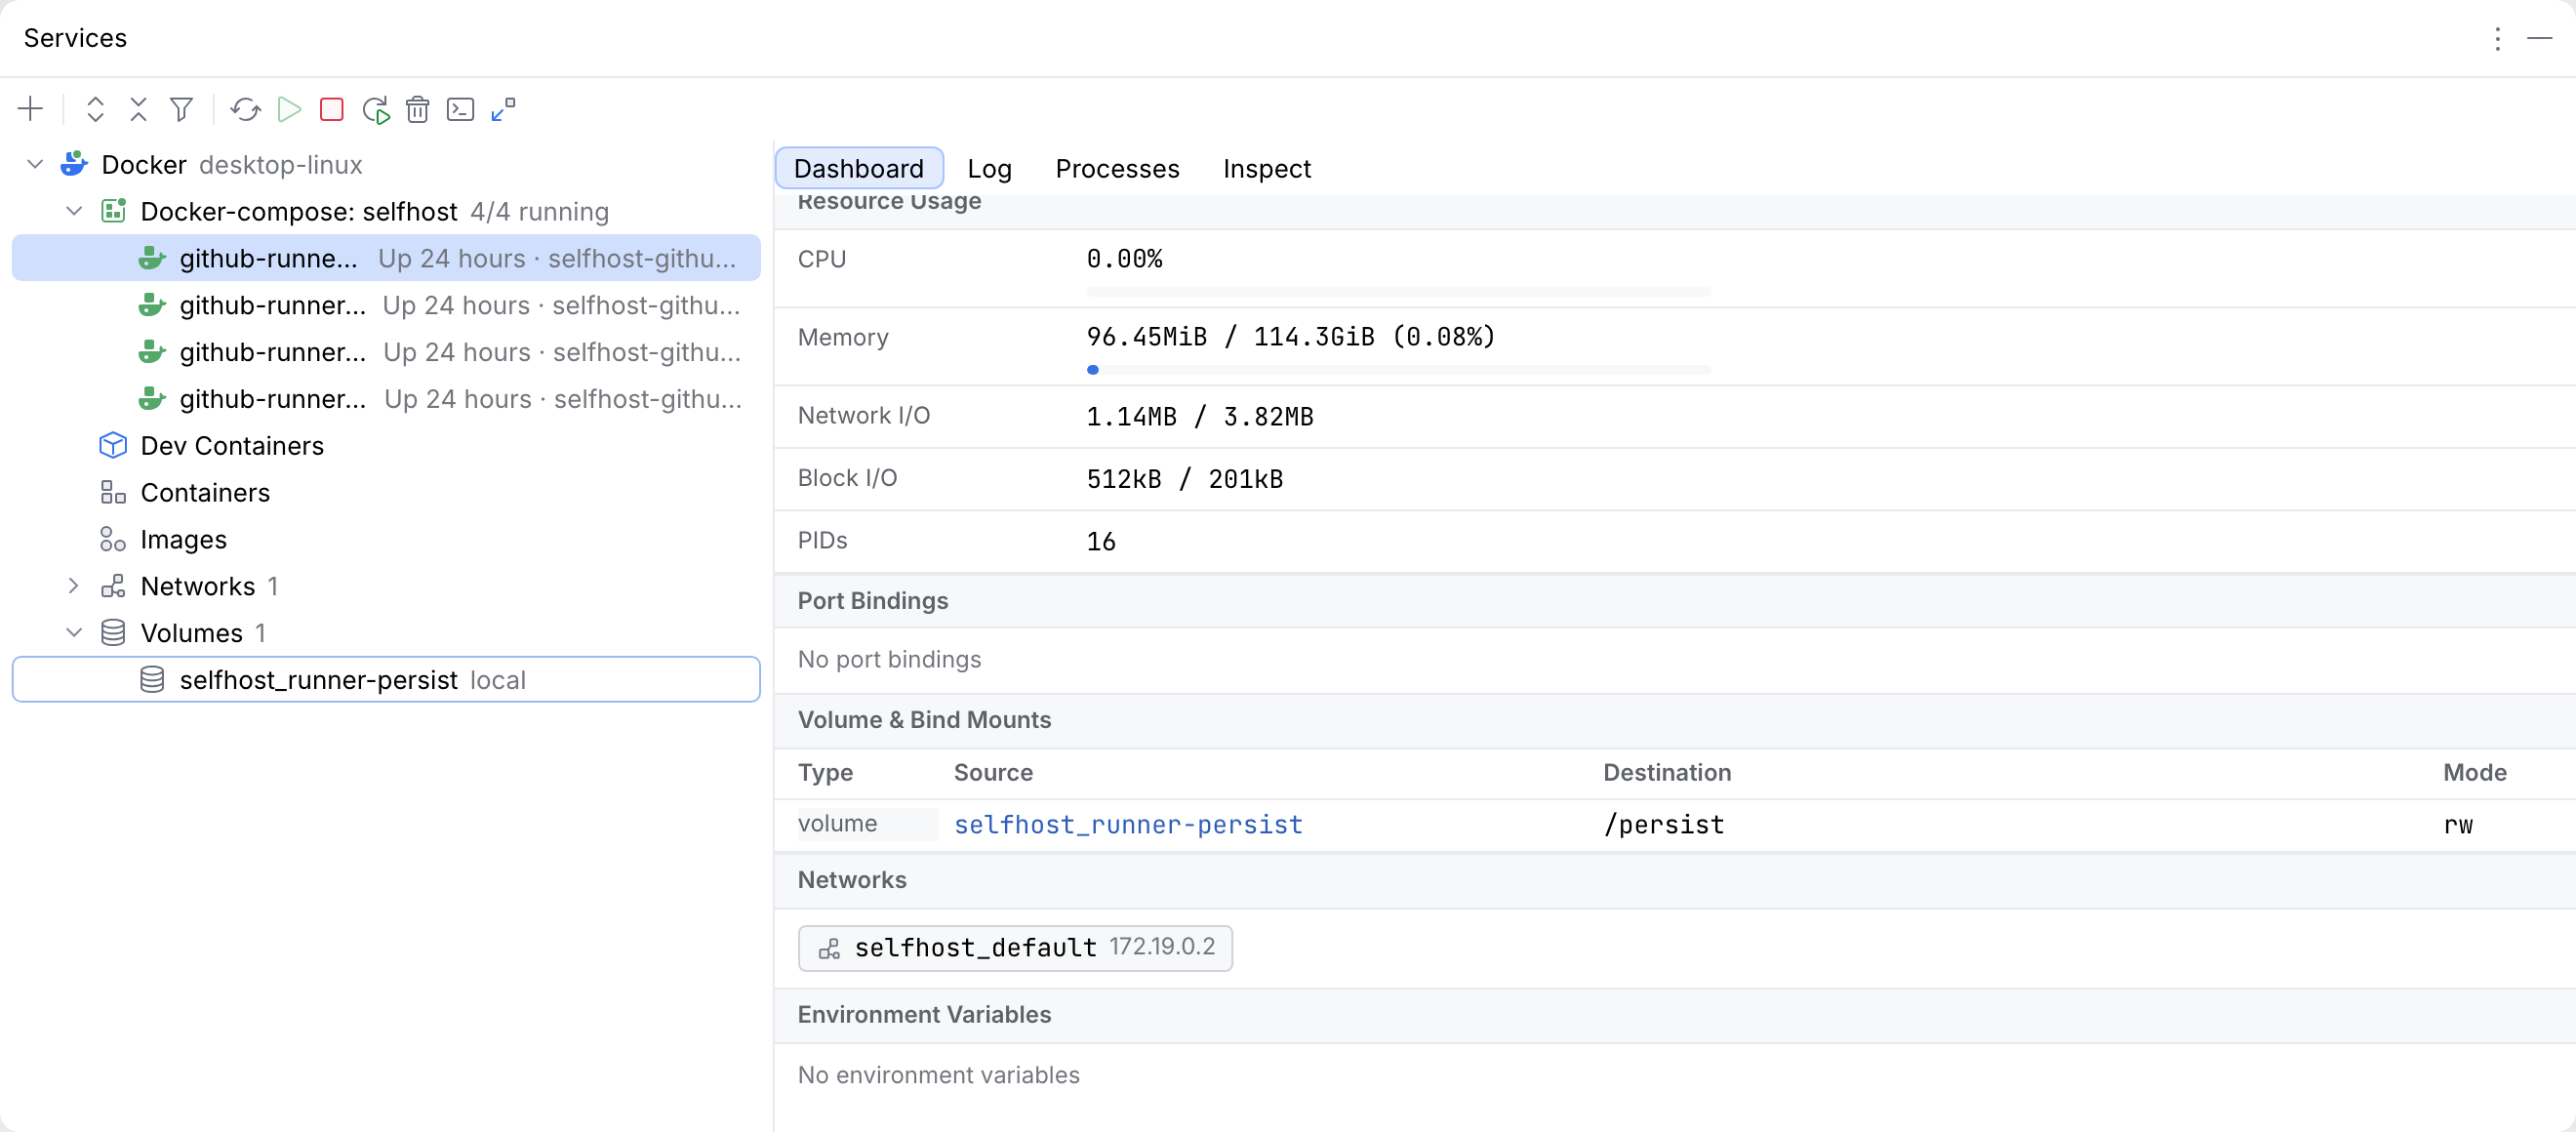 Services
Docker desktop-linux
Docker-compose: selfhost 4/4 running
github-runne... Up 24 hours · selfhost-githu...
github-runner... Up 24 hours · selfhost-githu...
github-runner... Up 24 hours · selfhost-githu...
github-runner... Up 24 hours · selfhost-githu...
Dev Containers
Containers
Images
Networks 1
Volumes 1
selfhost_runner-persist local
Dashboard Log Processes Inspect
Resource Usage
CPU 0.00%
Memory 96.45MiB / 114.3GiB (0.08%)
Network I/O 1.14MB / 3.82MB
Block I/O 512kB / 201kB
PIDs 16
Port Bindings
No port bindings
Volume & Bind Mounts
Type Source Destination Mode
volume selfhost_runner-persist /persist rw
Networks
selfhost_default 172.19.0.2
Environment Variables
No environment variables